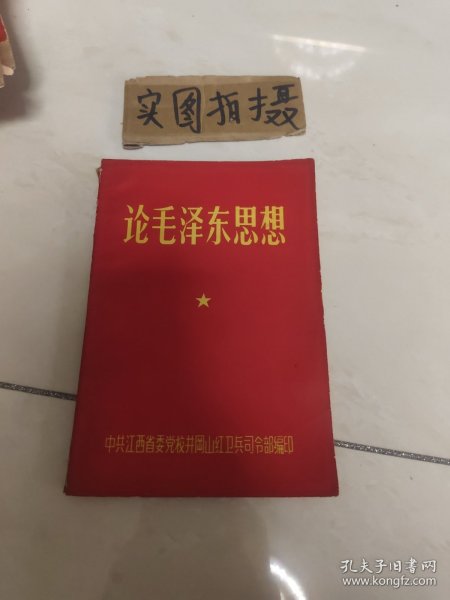 实图拍摄
论毛泽东思想
中共江西省委党校井岡山红卫兵司令部编印
孔夫子旧书网
www.kongfz.com